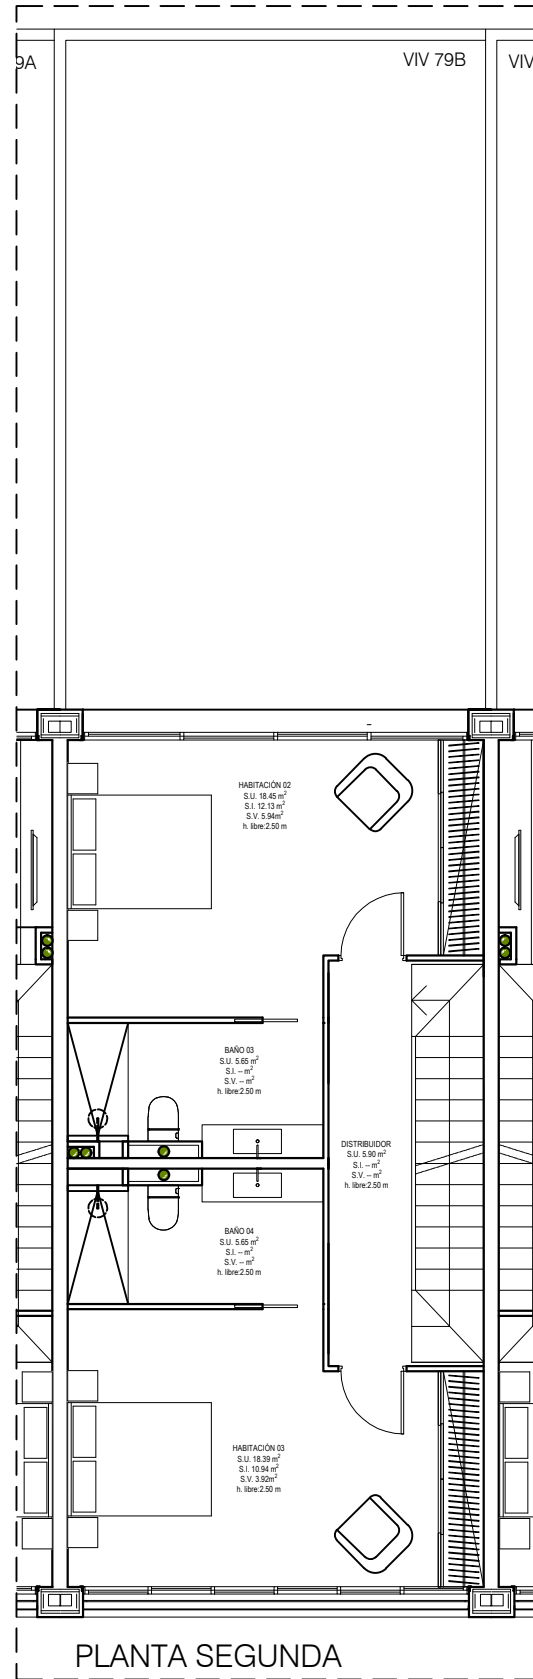 9A
VIV 79B
VIV
HABITACIÓN 02
S.U. 18.45 m²
S.I. 12.13 m²
S.V. 5.94m²
h. libre:2.50 m
BAÑO 03
S.U. 5.65 m²
S.I. -- m²
S.V. -- m²
h. libre:2.50 m
DISTRIBUIDOR
S.U. 5.90 m²
S.I. -- m²
S.V. -- m²
h. libre:2.50 m
BAÑO 04
S.U. 5.65 m²
S.I. -- m²
S.V. -- m²
h. libre:2.50 m
HABITACIÓN 03
S.U. 18.39 m²
S.I. 10.94 m²
S.V. 3.92m²
h. libre:2.50 m
PLANTA SEGUNDA